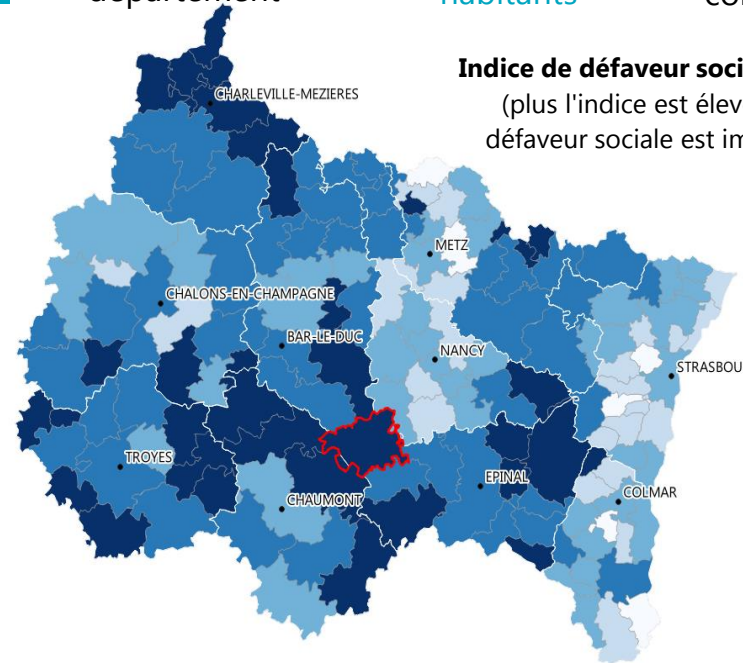 habitants
Indice de défaveur soci
(plus l'indice est élev
défaveur sociale est im
CHARLEVILLE-MEZIERES
METZ
CHALONS-EN-CHAMPAGNE
BAR-LE-DUC
NANCY
STRASBOU
TROYES
EPINAL
COLMAR
CHAUMONT